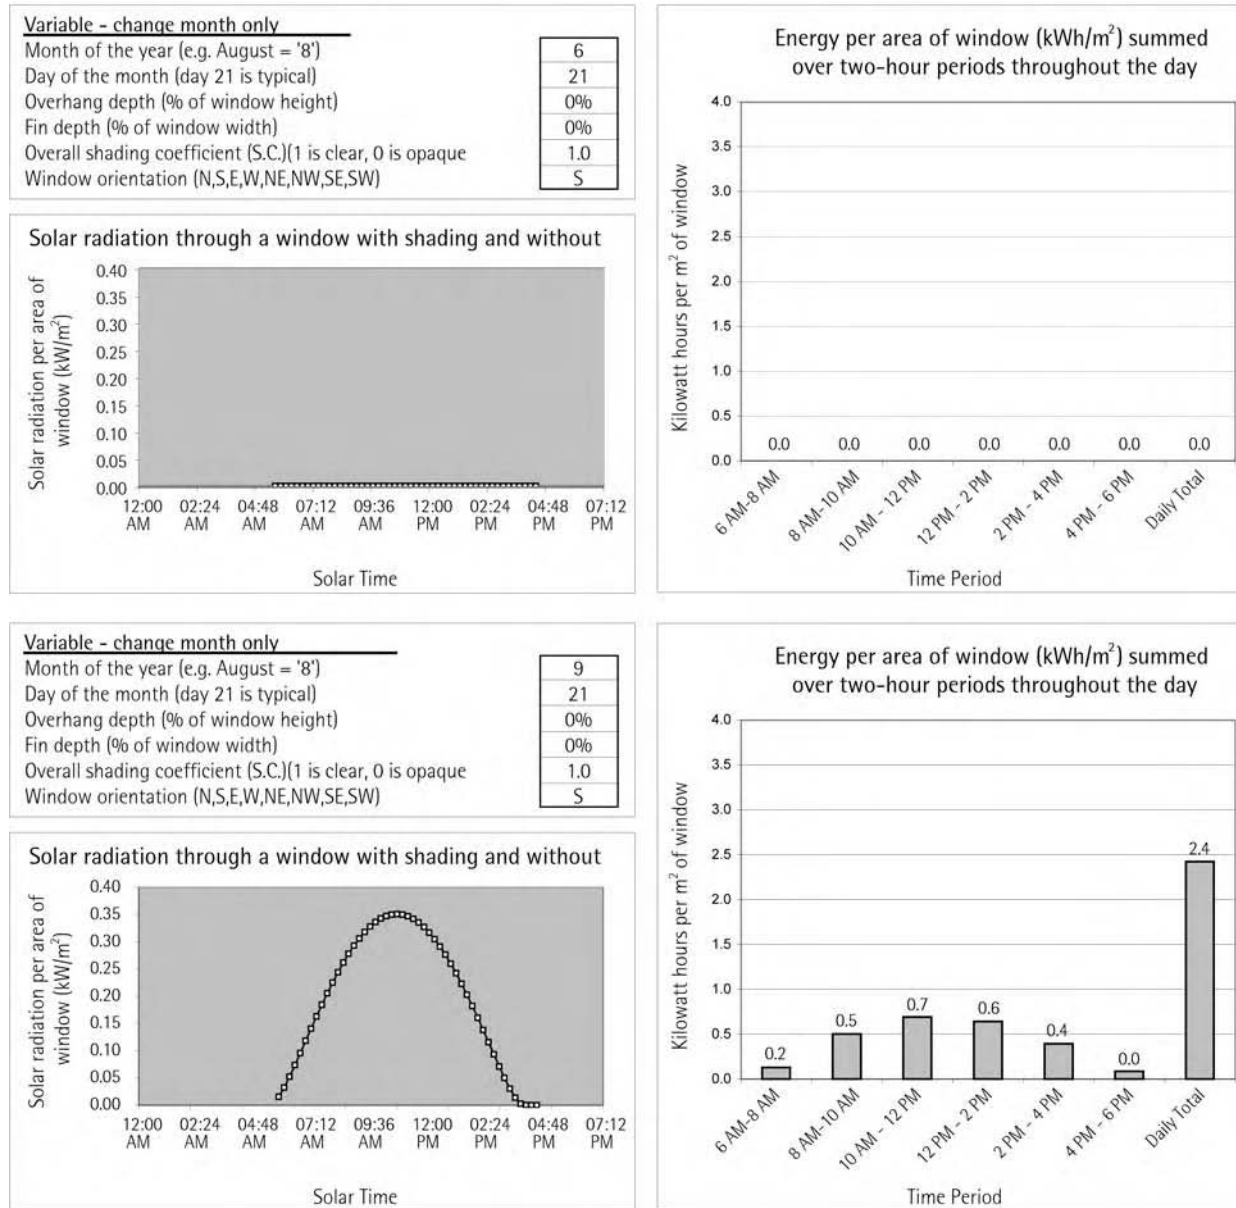 Variable - change month only
Month of the year (e.g. August = '8') 6
Day of the month (day 21 is typical) 21
Overhang depth (% of window height) 0%
Fin depth (% of window width) 0%
Overall shading coefficient (S.C.)(1 is clear, 0 is opaque 1.0
Window orientation (N,S,E,W,NE,NW,SE,SW) S
Solar radiation through a window with shading and without
Solar radiation per area of
window (kW/m²)
0.40
0.35
0.30
0.25
0.20
0.15
0.10
0.05
0.00
12:00 02:24 04:48 07:12 09:36 12:00 02:24 04:48 07:12
AM AM AM AM AM PM PM PM PM
Solar Time
Energy per area of window (kWh/m²) summed
over two-hour periods throughout the day
Kilowatt hours per m² of window
4.0
3.5
3.0
2.5
2.0
1.5
1.0
0.5
0.0
0.0 0.0 0.0 0.0 0.0 0.0 0.0
6 AM-8 AM
8 AM-10 AM
10 AM - 12 PM
12 PM - 2 PM
2 PM - 4 PM
4 PM - 6 PM
Daily Total
Time Period
Variable - change month only
Month of the year (e.g. August = '8') 9
Day of the month (day 21 is typical) 21
Overhang depth (% of window height) 0%
Fin depth (% of window width) 0%
Overall shading coefficient (S.C.)(1 is clear, 0 is opaque 1.0
Window orientation (N,S,E,W,NE,NW,SE,SW) S
Solar radiation through a window with shading and without
Solar radiation per area of
window (kW/m²)
0.40
0.35
0.30
0.25
0.20
0.15
0.10
0.05
0.00
12:00 02:24 04:48 07:12 09:36 12:00 02:24 04:48 07:12
AM AM AM AM AM PM PM PM PM
Solar Time
Energy per area of window (kWh/m²) summed
over two-hour periods throughout the day
Kilowatt hours per m² of window
4.0
3.5
3.0
2.5
2.0
1.5
1.0
0.5
0.0
0.2 0.5 0.7 0.6 0.4 0.0 2.4
6 AM-8 AM
8 AM-10 AM
10 AM - 12 PM
12 PM - 2 PM
2 PM - 4 PM
4 PM - 6 PM
Daily Total
Time Period